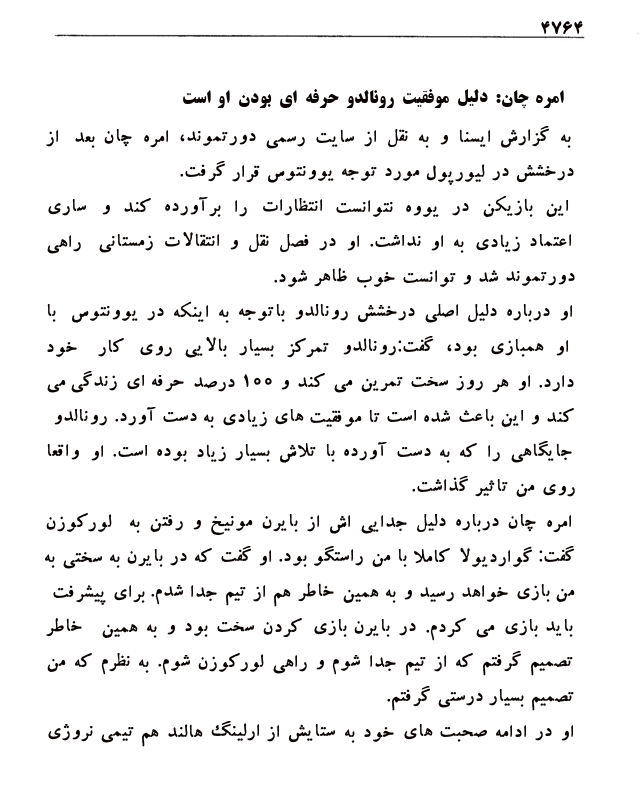 ۴۷۶۴
امره چان: دلیل موفقیت رونالدو حرفه ای بودن او است
به گزارش ایسنا و به نقل از سایت رسمی دورتموند، امره چان بعد از
درخشش در لیورپول مورد توجه یوونتوس قرار گرفت.
این بازیکن در یووه نتوانست انتظارات را برآورده کند و ساری
اعتماد زیادی به او نداشت. او در فصل نقل و انتقالات زمستانی راهی
دورتموند شد و توانست خوب ظاهر شود.
او درباره دلیل اصلی درخشش رونالدو باتوجه به اینکه در یوونتوس با
او همبازی بود، گفت:رونالدو تمرکز بسیار بالایی روی کار خود
دارد. او هر روز سخت تمرین می کند و ۱۰۰ درصد حرفه ای زندگی می
کند و این باعث شده است تا موفقیت های زیادی به دست آورد. رونالدو
جایگاهی را که به دست آورده با تلاش بسیار زیاد بوده است. او واقعا
روی من تاثیر گذاشت.
امره چان درباره دلیل جدایی اش از بایرن مونیخ و رفتن به لورکوزن
گفت: گواردیولا کاملا با من راستگو بود. او گفت که در بایرن به سختی به
من بازی خواهد رسید و به همین خاطر هم از تیم جدا شدم. برای پیشرفت
باید بازی می کردم. در بایرن بازی کردن سخت بود و به همین خاطر
تصمیم گرفتم که از تیم جدا شوم و راهی لورکوزن شوم. به نظرم که من
تصمیم بسیار درستی گرفتم.
او در ادامه صحبت های خود به ستایش از ارلینگ هالند هم تیمی نروژی